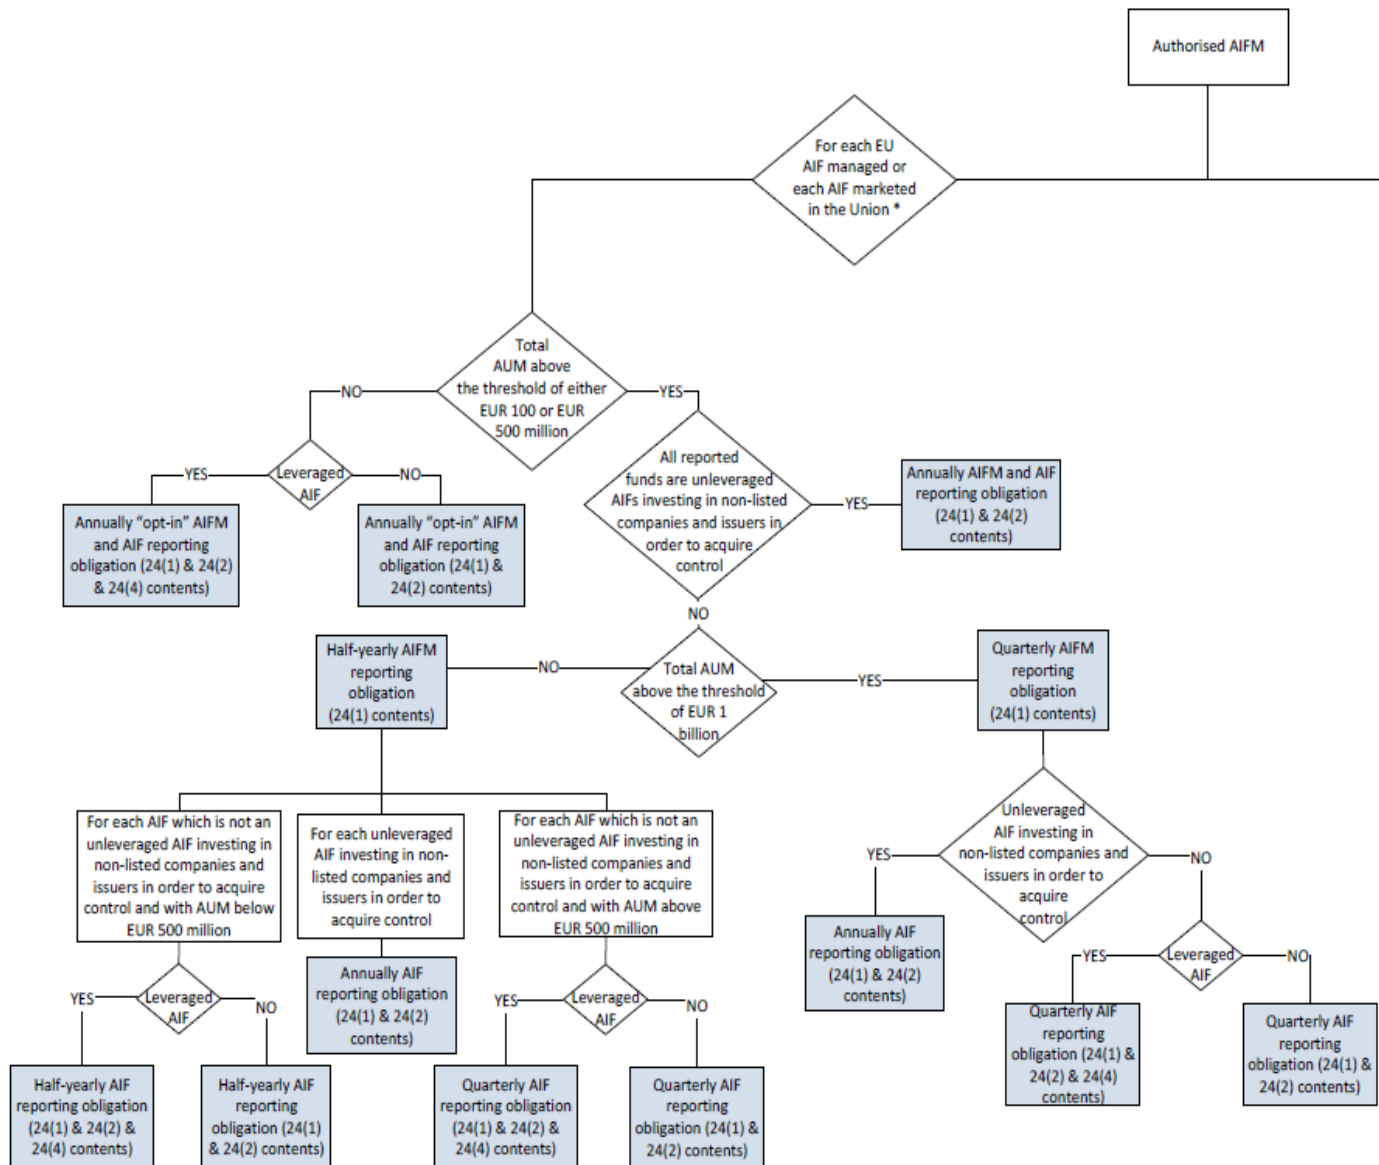 Authorised AIFM
For each EU
AIF managed or
each AIF marketed
in the Union *
Total
AUM above
the threshold of either
EUR 100 or EUR
500 million
NO
YES
Leveraged
AIF
YES
NO
Annually “opt-in” AIFM
and AIF reporting
obligation (24(1) & 24(2)
& 24(4) contents)
Annually “opt-in” AIFM
and AIF reporting
obligation (24(1) &
24(2) contents)
All reported
funds are unleveraged
AIFs investing in non-listed
companies and issuers in
order to acquire
control
YES
Annually AIFM and AIF
reporting obligation
(24(1) & 24(2)
contents)
NO
Total AUM
above the threshold
of EUR 1
billion
NO
YES
Half-yearly AIFM
reporting
obligation
(24(1) contents)
Quarterly AIFM
reporting
obligation
(24(1) contents)
For each AIF which is not an
unleveraged AIF investing in
non-listed companies and
issuers in order to acquire
control and with AUM below
EUR 500 million
For each unleveraged
AIF investing in non-
listed companies and
issuers in order to
acquire control
For each AIF which is not an
unleveraged AIF investing in
non-listed companies and
issuers in order to acquire
control and with AUM above
EUR 500 million
Unleveraged
AIF investing in
non-listed companies and
issuers in order to
acquire
control
YES
NO
Annually AIF
reporting obligation
(24(1) & 24(2)
contents)
Leveraged
AIF
YES
NO
Quarterly AIF
reporting
obligation (24(1) &
24(2) & 24(4)
contents)
Quarterly AIF
reporting
obligation (24(1) &
24(2) contents)
Leveraged
AIF
YES
NO
Annually AIF
reporting obligation
(24(1) & 24(2)
contents)
Leveraged
AIF
YES
NO
Half-yearly AIF
reporting obligation
(24(1) & 24(2) &
24(4) contents)
Half-yearly AIF
reporting
obligation (24(1)
& 24(2) contents)
Quarterly AIF
reporting obligation
(24(1) & 24(2) &
24(4) contents)
Quarterly AIF
reporting
obligation (24(1) &
24(2) contents)